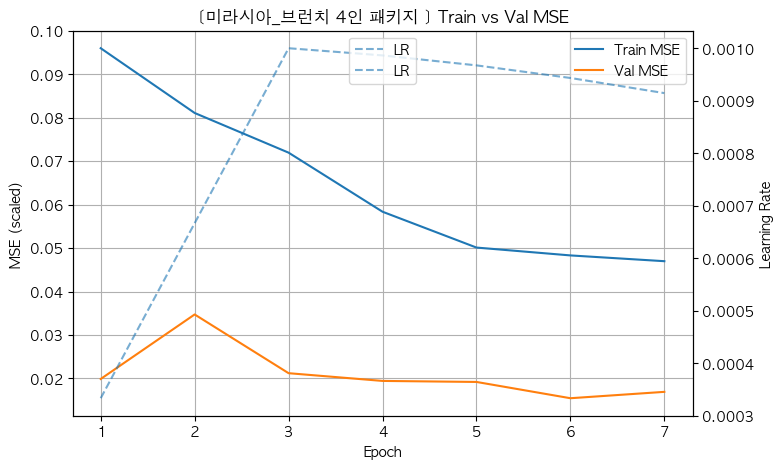 [미라시아_브런치 4인 패키지 ] Train vs Val MSE
LR
LR
Train MSE
Val MSE
MSE (scaled)
0.10
0.09
0.08
0.07
0.06
0.05
0.04
0.03
0.02
Learning Rate
0.0010
0.0009
0.0008
0.0007
0.0006
0.0005
0.0004
0.0003
1 2 3 4 5 6 7
Epoch